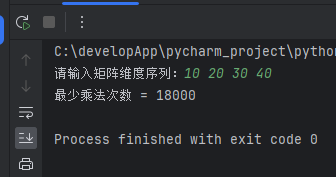 C:\developApp\pycharm_project\python
请输入矩阵维度序列：10 20 30 40
最少乘法次数 = 18000
Process finished with exit code 0